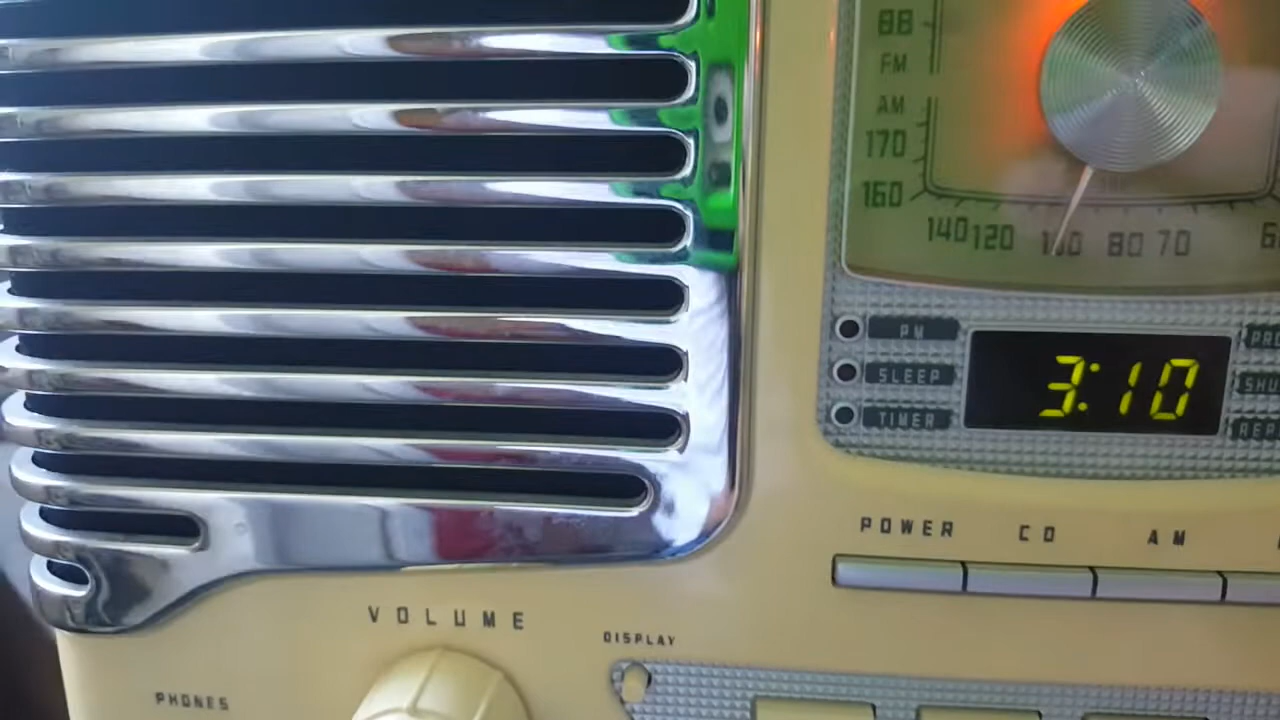 88
FM
AM
170
160
140 120 100 80 70
PM
SLEEP
TIMER
3:10
POWER CD AM
VOLUME
DISPLAY
PHONES